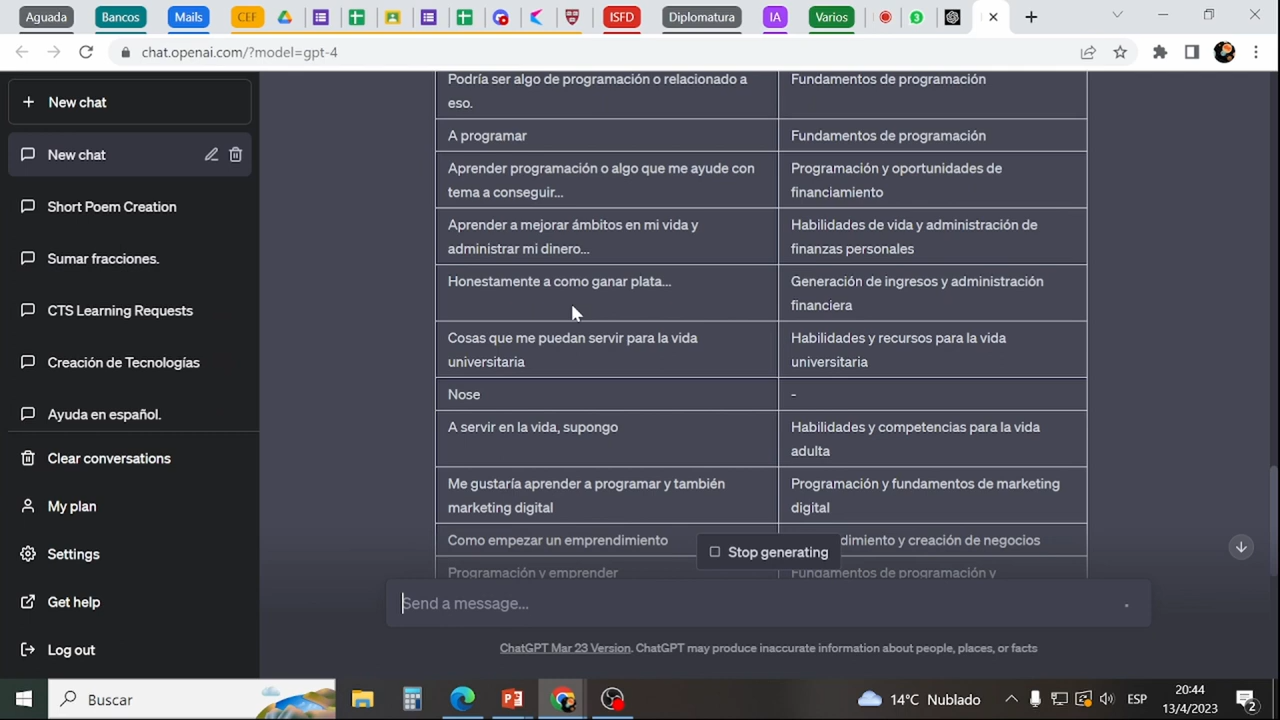 Aguada
Bancos
Mails
CEF
ISFD
Diplomatura
IA
Varios
3
chat.openai.com/?model=gpt-4
New chat
New chat
Short Poem Creation
Sumar fracciones.
CTS Learning Requests
Creación de Tecnologías
Ayuda en español.
Clear conversations
My plan
Settings
Get help
Log out
Podría ser algo de programación o relacionado a
eso.
Fundamentos de programación
A programar
Fundamentos de programación
Aprender programación o algo que me ayude con
tema a conseguir...
Programación y oportunidades de
financiamiento
Aprender a mejorar ámbitos en mi vida y
administrar mi dinero...
Habilidades de vida y administración de
finanzas personales
Honestamente a como ganar plata...
Generación de ingresos y administración
financiera
Cosas que me puedan servir para la vida
universitaria
Habilidades y recursos para la vida
universitaria
Nose
-
A servir en la vida, supongo
Habilidades y competencias para la vida
adulta
Me gustaría aprender a programar y también
marketing digital
Programación y fundamentos de marketing
digital
Como empezar un emprendimiento
dimiento y creación de negocios
Stop generating
Programación y emprender
Fundamentos de programación y
Send a message...
ChatGPT Mar 23 Version. ChatGPT may produce inaccurate information about people, places, or facts
Buscar
14°C Nublado
ESP
20:44
13/4/2023
2